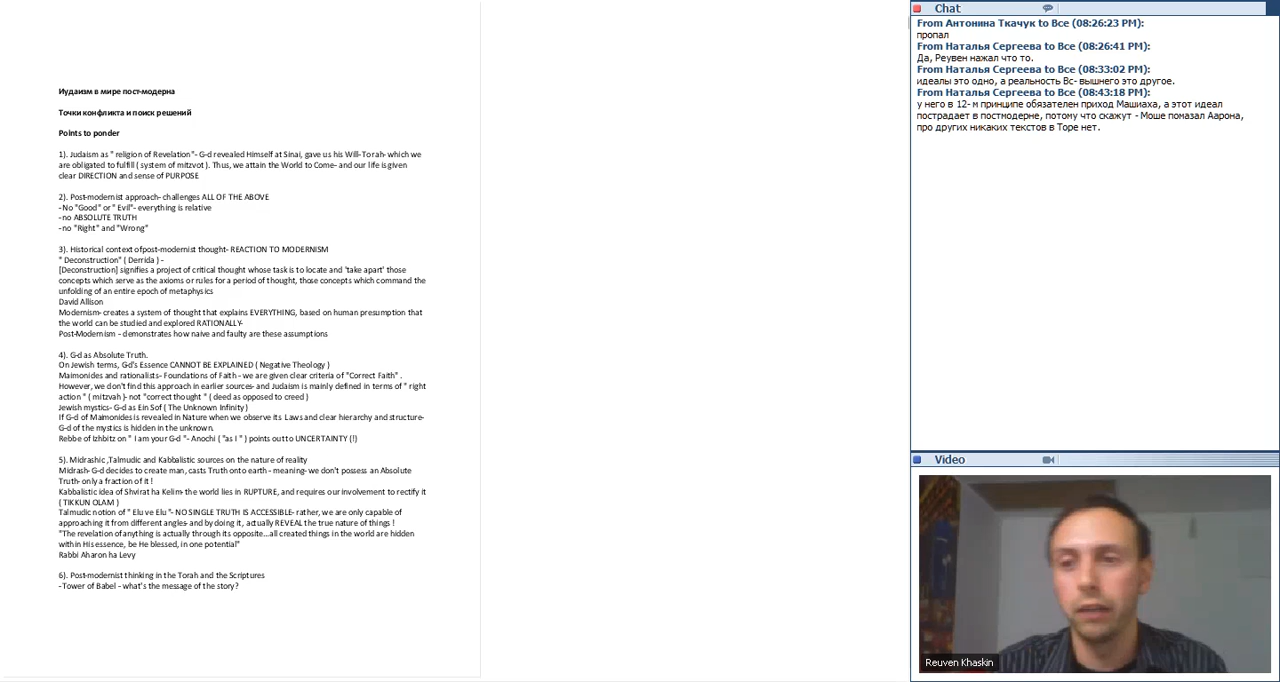 Иудаизм в мире пост-модерна
Точки конфликта и поиск решений
Points to ponder
1). Judaism as " religion of Revelation"- G-d revealed Himself at Sinai, gave us his Will-Torah- which we
are obligated to fulfill ( system of mitzvot ). Thus, we attain the World to Come- and our life is given
clear DIRECTION and sense of PURPOSE
2). Post-modernist approach- challenges ALL OF THE ABOVE
-No "Good" or " Evil"- everything is relative
-no ABSOLUTE TRUTH
-no "Right" and "Wrong"
3). Historical context ofpost-modernist thought- REACTION TO MODERNISM
" Deconstruction" ( Derrida ) -
[Deconstruction] signifies a project of critical thought whose task is to locate and 'take apart' those
concepts which serve as the axioms or rules for a period of thought, those concepts which command the
unfolding of an entire epoch of metaphysics
David Allison
Modernism- creates a system of thought that explains EVERYTHING, based on human presumption that
the world can be studied and explored RATIONALLY-
Post-Modernism – demonstrates how naive and faulty are these assumptions
4). G-d as Absolute Truth.
On Jewish terms, G-d's Essence CANNOT BE EXPLAINED ( Negative Theology )
Maimonides and rationalists- Foundations of Faith - we are given clear criteria of "Correct Faith" .
However, we don't find this approach in earlier sources- and Judaism is mainly defined in terms of " right
action " ( mitzvah )- not "correct thought " ( deed as opposed to creed )
Jewish mystics- G-d as Ein Sof ( The Unknown Infinity )
If G-d of Maimonides is revealed in Nature when we observe its Laws and clear hierarchy and structure-
G-d of the mystics is hidden in the unknown.
Rebbe of Izhbitz on " I am your G-d "- Anochi ( "as I " ) points out to UNCERTAINTY (!)
5). Midrashic ,Talmudic and Kabbalistic sources on the nature of reality
Midrash- G-d decides to create man, casts Truth onto earth - meaning- we don't possess an Absolute
Truth- only a fraction of it !
Kabbalistic idea of Shvirat ha Kelim- the world lies in RUPTURE, and requires our involvement to rectify it
( TIKKUN OLAM )
Talmudic notion of " Elu ve Elu "- NO SINGLE TRUTH IS ACCESSIBLE- rather, we are only capable of
approaching it from different angles- and by doing it, actually REVEAL the true nature of things !
"The revelation of anything is actually through its opposite...all created things in the world are hidden
within His essence, be He blessed, in one potential"
Rabbi Aharon ha Levy
6). Post-modernist thinking in the Torah and the Scriptures
-Tower of Babel - what's the message of the story?
Chat
From Антонина Ткачук to Все (08:26:23 PM):
пропал
From Наталья Сергеева to Все (08:26:41 PM):
Да, Реувен нажал что то.
From Наталья Сергеева to Все (08:33:02 PM):
идеалы это одно, а реальность Вс-вышнего это другое.
From Наталья Сергеева to Все (08:43:18 PM):
у него в 12- м принципе обязателен приход Машиаха, а этот идеал
пострадает в постмодерне, потому что скажут - Моше помазал Аарона,
про других никаких текстов в Торе нет.
Video
Reuven Khaskin